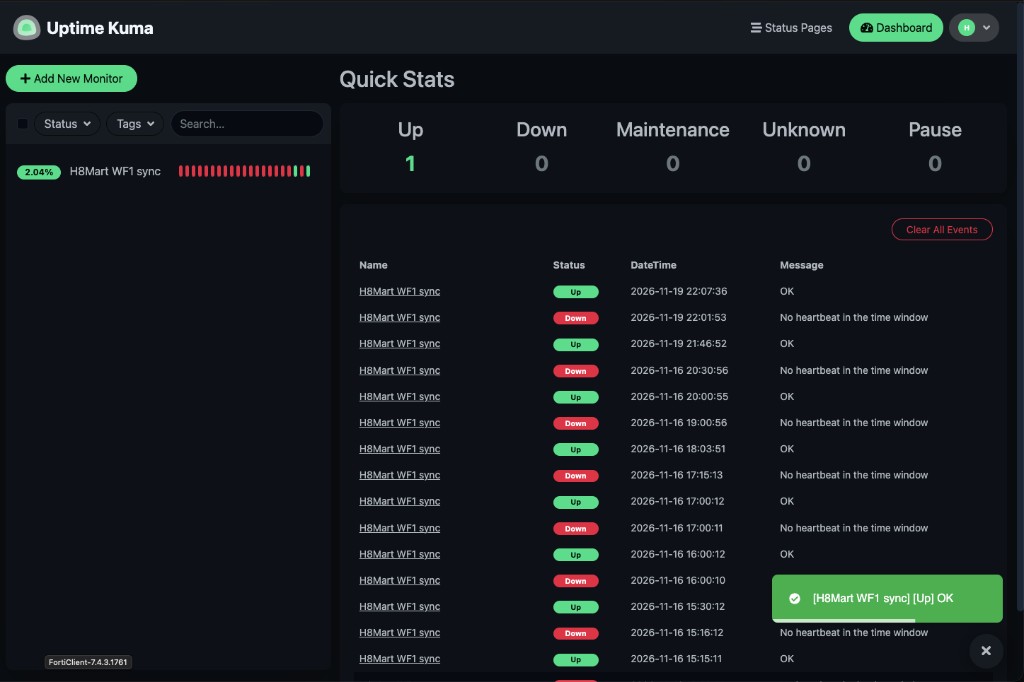 Uptime Kuma
Status Pages
Dashboard
H
+ Add New Monitor
Status
Tags
Search...
2.04% H8Mart WF1 sync
Quick Stats
Up Down Maintenance Unknown Pause
1 0 0 0 0
Clear All Events
Name Status DateTime Message
H8Mart WF1 sync Up 2026-11-19 22:07:36 OK
H8Mart WF1 sync Down 2026-11-19 22:01:53 No heartbeat in the time window
H8Mart WF1 sync Up 2026-11-19 21:46:52 OK
H8Mart WF1 sync Down 2026-11-16 20:30:56 No heartbeat in the time window
H8Mart WF1 sync Up 2026-11-16 20:00:55 OK
H8Mart WF1 sync Down 2026-11-16 19:00:56 No heartbeat in the time window
H8Mart WF1 sync Up 2026-11-16 18:03:51 OK
H8Mart WF1 sync Down 2026-11-16 17:15:13 No heartbeat in the time window
H8Mart WF1 sync Up 2026-11-16 17:00:12 OK
H8Mart WF1 sync Down 2026-11-16 17:00:11 No heartbeat in the time window
H8Mart WF1 sync Up 2026-11-16 16:00:12 OK
H8Mart WF1 sync Down 2026-11-16 16:00:10
H8Mart WF1 sync Up 2026-11-16 15:30:12
H8Mart WF1 sync Down 2026-11-16 15:16:12 No heartbeat in the time window
H8Mart WF1 sync Up 2026-11-16 15:15:11 OK
[H8Mart WF1 sync] [Up] OK
FortiClient-7.4.3.1761